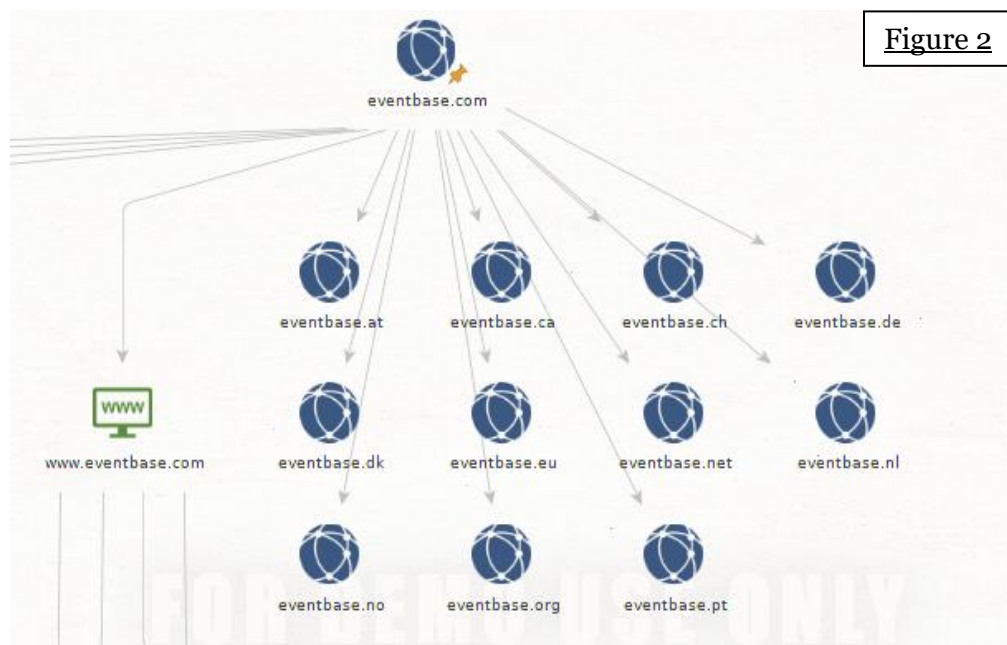 Figure 2
eventbase.com
eventbase.at
eventbase.ca
eventbase.ch
eventbase.de
www
www.eventbase.com
eventbase.dk
eventbase.eu
eventbase.net
eventbase.nl
eventbase.no
eventbase.org
eventbase.pt
FOR DEMO USE ONLY